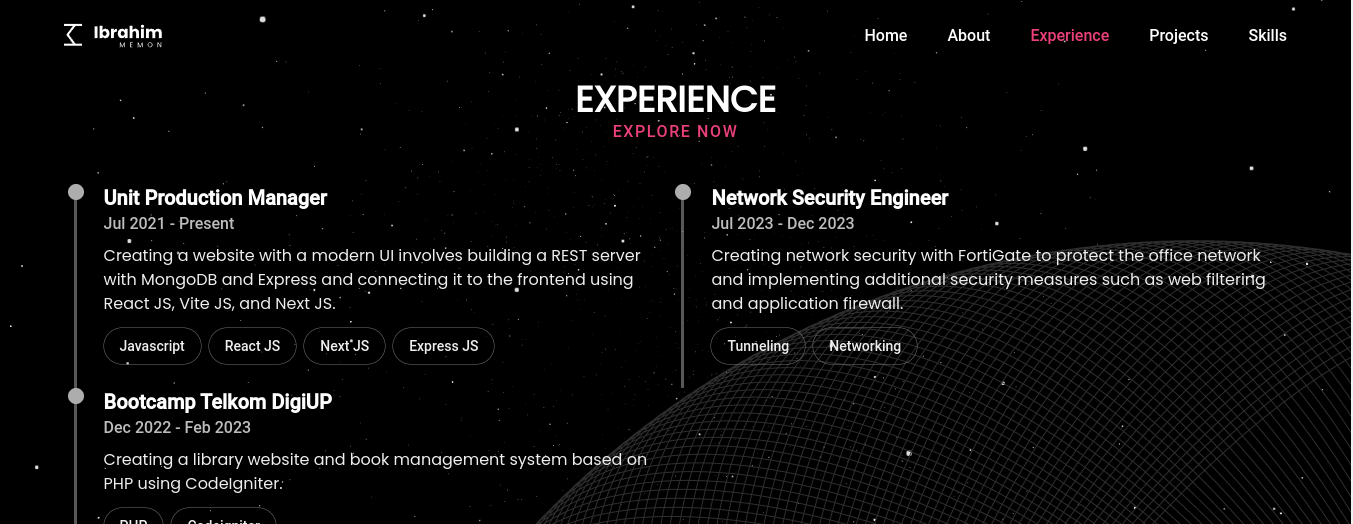 Ibrahim
MEMON
Home About Experience Projects Skills
EXPERIENCE
EXPLORE NOW
Unit Production Manager
Jul 2021 - Present
Creating a website with a modern UI involves building a REST server
with MongoDB and Express and connecting it to the frontend using
React JS, Vite JS, and Next JS.
Javascript React JS Next JS Express JS
Network Security Engineer
Jul 2023 - Dec 2023
Creating network security with FortiGate to protect the office network
and implementing additional security measures such as web filtering
and application firewall.
Tunneling Networking
Bootcamp Telkom DigiUP
Dec 2022 - Feb 2023
Creating a library website and book management system based on
PHP using CodeIgniter.
PHP Codeigniter